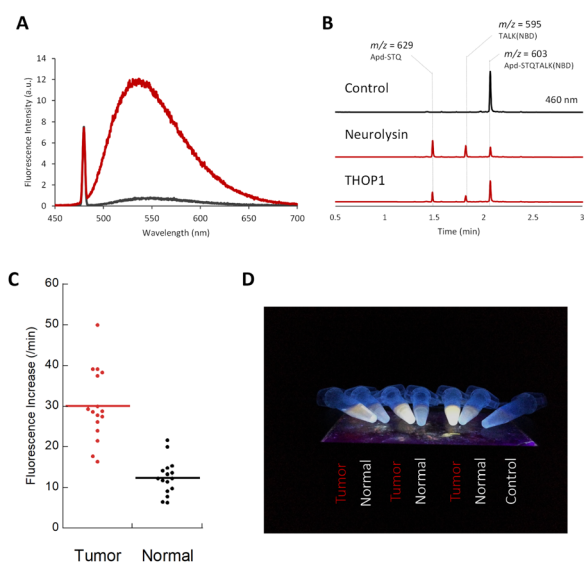 A
Fluorescence Intensity (a.u.)
14
12
10
8
6
4
2
0
450
500
550
600
650
700
Wavelength (nm)
B
m/z = 629
Apd-STQ
m/z = 595
TALK(NBD)
m/z = 603
Apd-STQTALK(NBD)
Control
460 nm
Neurolysin
THOP1
0.5
1
1.5
2
2.5
3
Time (min)
C
Fluorescence Increase (/min)
60
50
40
30
20
10
0
Tumor
Normal
D
Tumor
Normal
Tumor
Normal
Tumor
Normal
Control